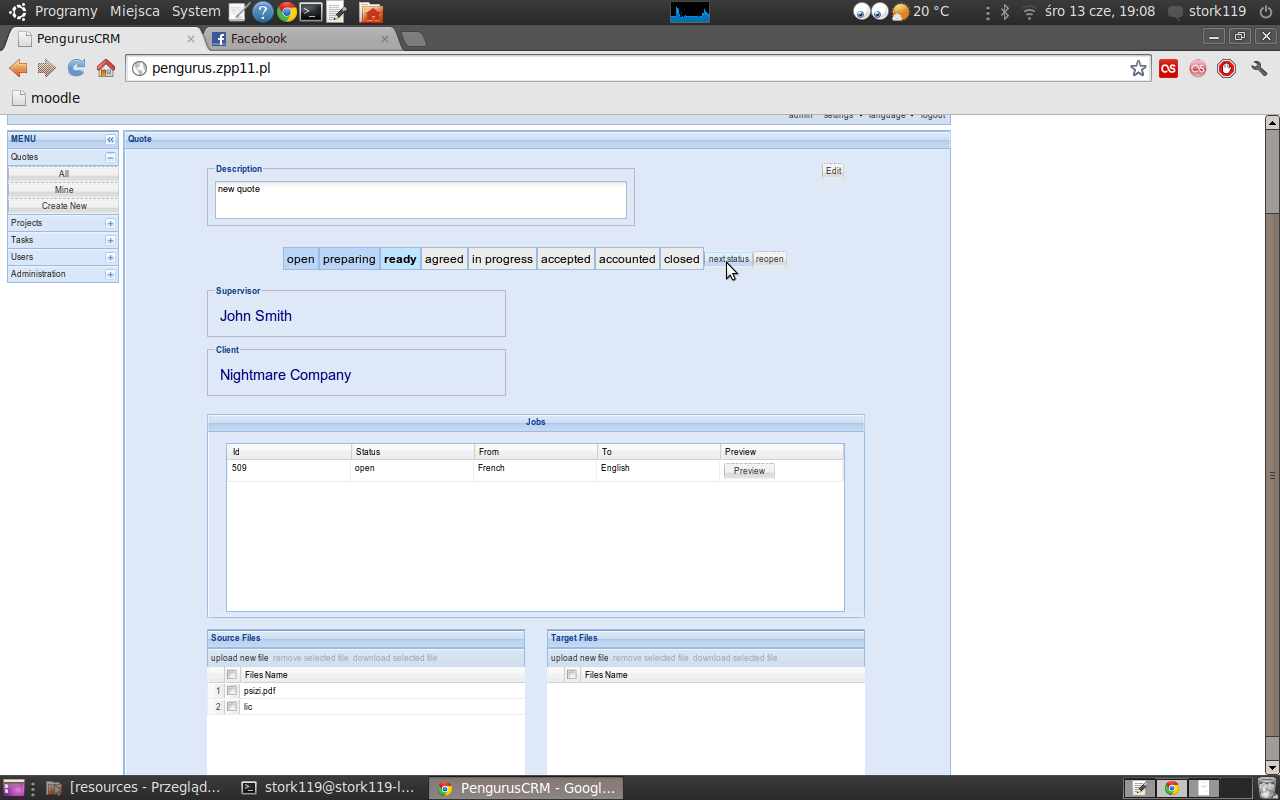 Programy Miejsca System 20 °C śro 13 cze, 19:08 stork119
PengurusCRM Facebook
pengurus.zpp11.pl
moodle
admin setings language logout
MENU
Quotes
All
Mine
Create New
Projects
Tasks
Users
Administration
Quote
Description
Edit
new quote
open preparing ready agreed in progress accepted accounted closed next status reopen
Supervisor
John Smith
Client
Nightmare Company
Jobs
Id Status From To Preview
509 open French English Preview
Source Files
upload new file remove selected file download selected file
Files Name
1 psizi.pdf
2 lic
Target Files
upload new file remove selected file download selected file
Files Name
[resources - Przegląd... stork119@stork119-l... PengurusCRM - Googl...